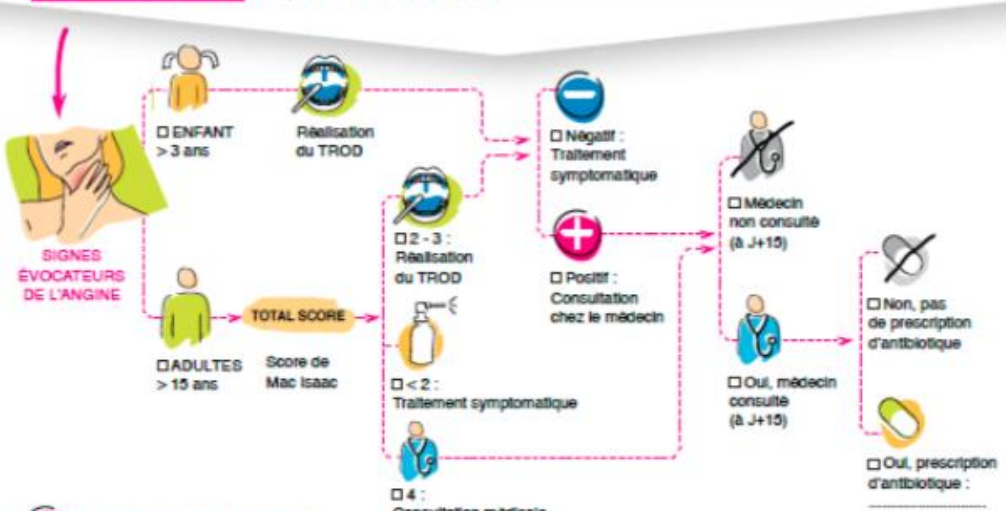 ☐ ENFANT
> 3 ans
Réalisation
du TROD
☐ Négatif :
Traitement
symptomatique
☐ Médecin
non consulté
(à J+15)
☐ 2 - 3 :
Réalisation
du TROD
SIGNES
ÉVOCATEURS
DE L'ANGINE
☐ Positif :
Consultation
chez le médecin
☐ Non, pas
de prescription
d'antibiotique
TOTAL SCORE
☐ ADULTES
> 15 ans
Score de
Mac Isaac
☐ < 2 :
Traitement symptomatique
☐ Oui, médecin
consulté
(à J+15)
☐ Oui, prescription
d'antibiotique :
☐ 4 :
Consultation médicale